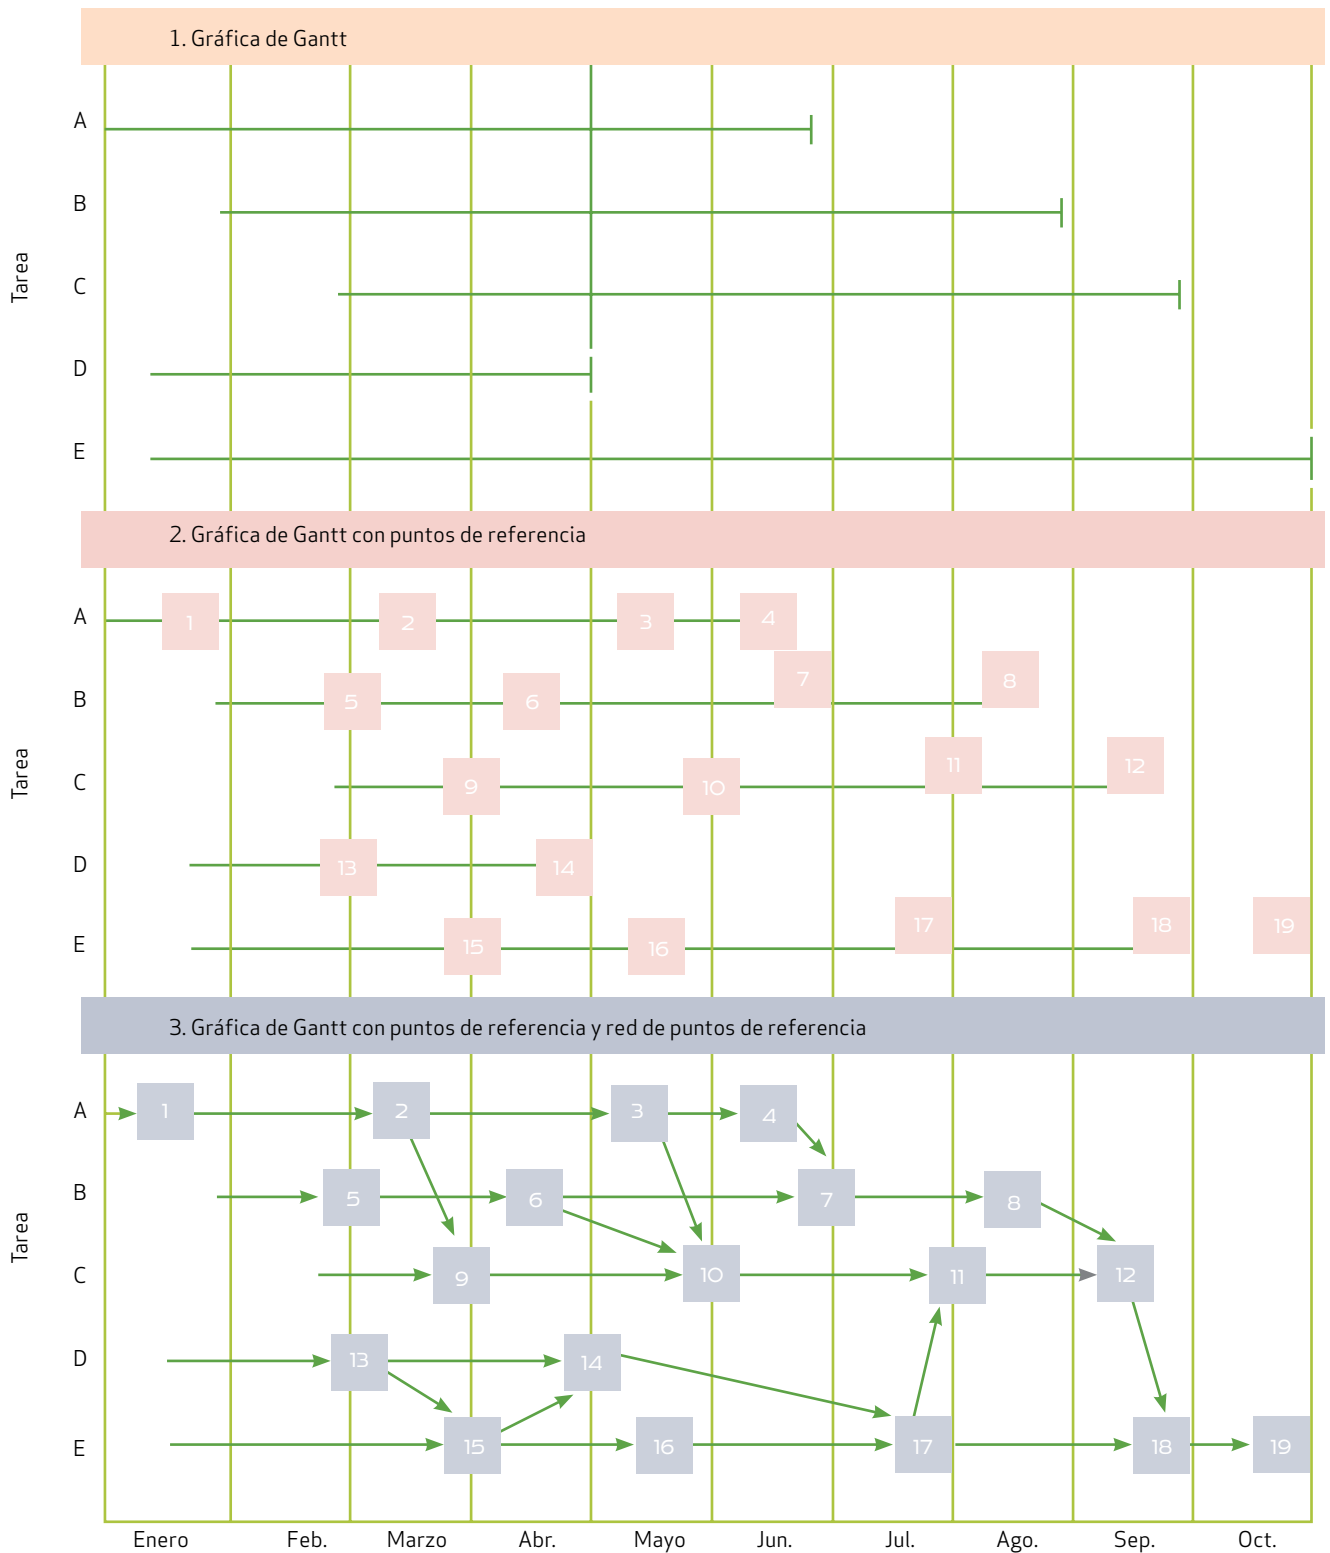 1. Gráfica de Gantt
A
B
Tarea
C
D
E
2. Gráfica de Gantt con puntos de referencia
A
1
2
3
4
B
5
6
7
8
Tarea
C
9
10
11
12
D
13
14
E
15
16
17
18
19
3. Gráfica de Gantt con puntos de referencia y red de puntos de referencia
A
1
2
3
4
B
5
6
7
8
Tarea
C
9
10
11
12
D
13
14
E
15
16
17
18
19
Enero Feb. Marzo Abr. Mayo Jun. Jul. Ago. Sep. Oct.